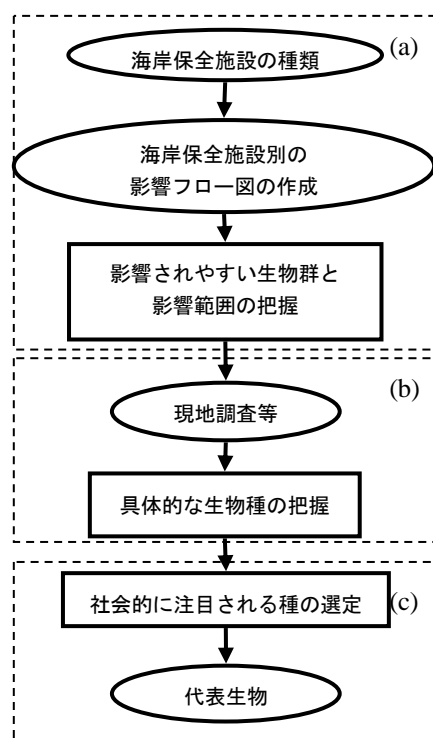 海岸保全施設の種類
(a)
海岸保全施設別の
影響フロー図の作成
影響されやすい生物群と
影響範囲の把握
(b)
現地調査等
具体的な生物種の把握
社会的に注目される種の選定
(c)
代表生物